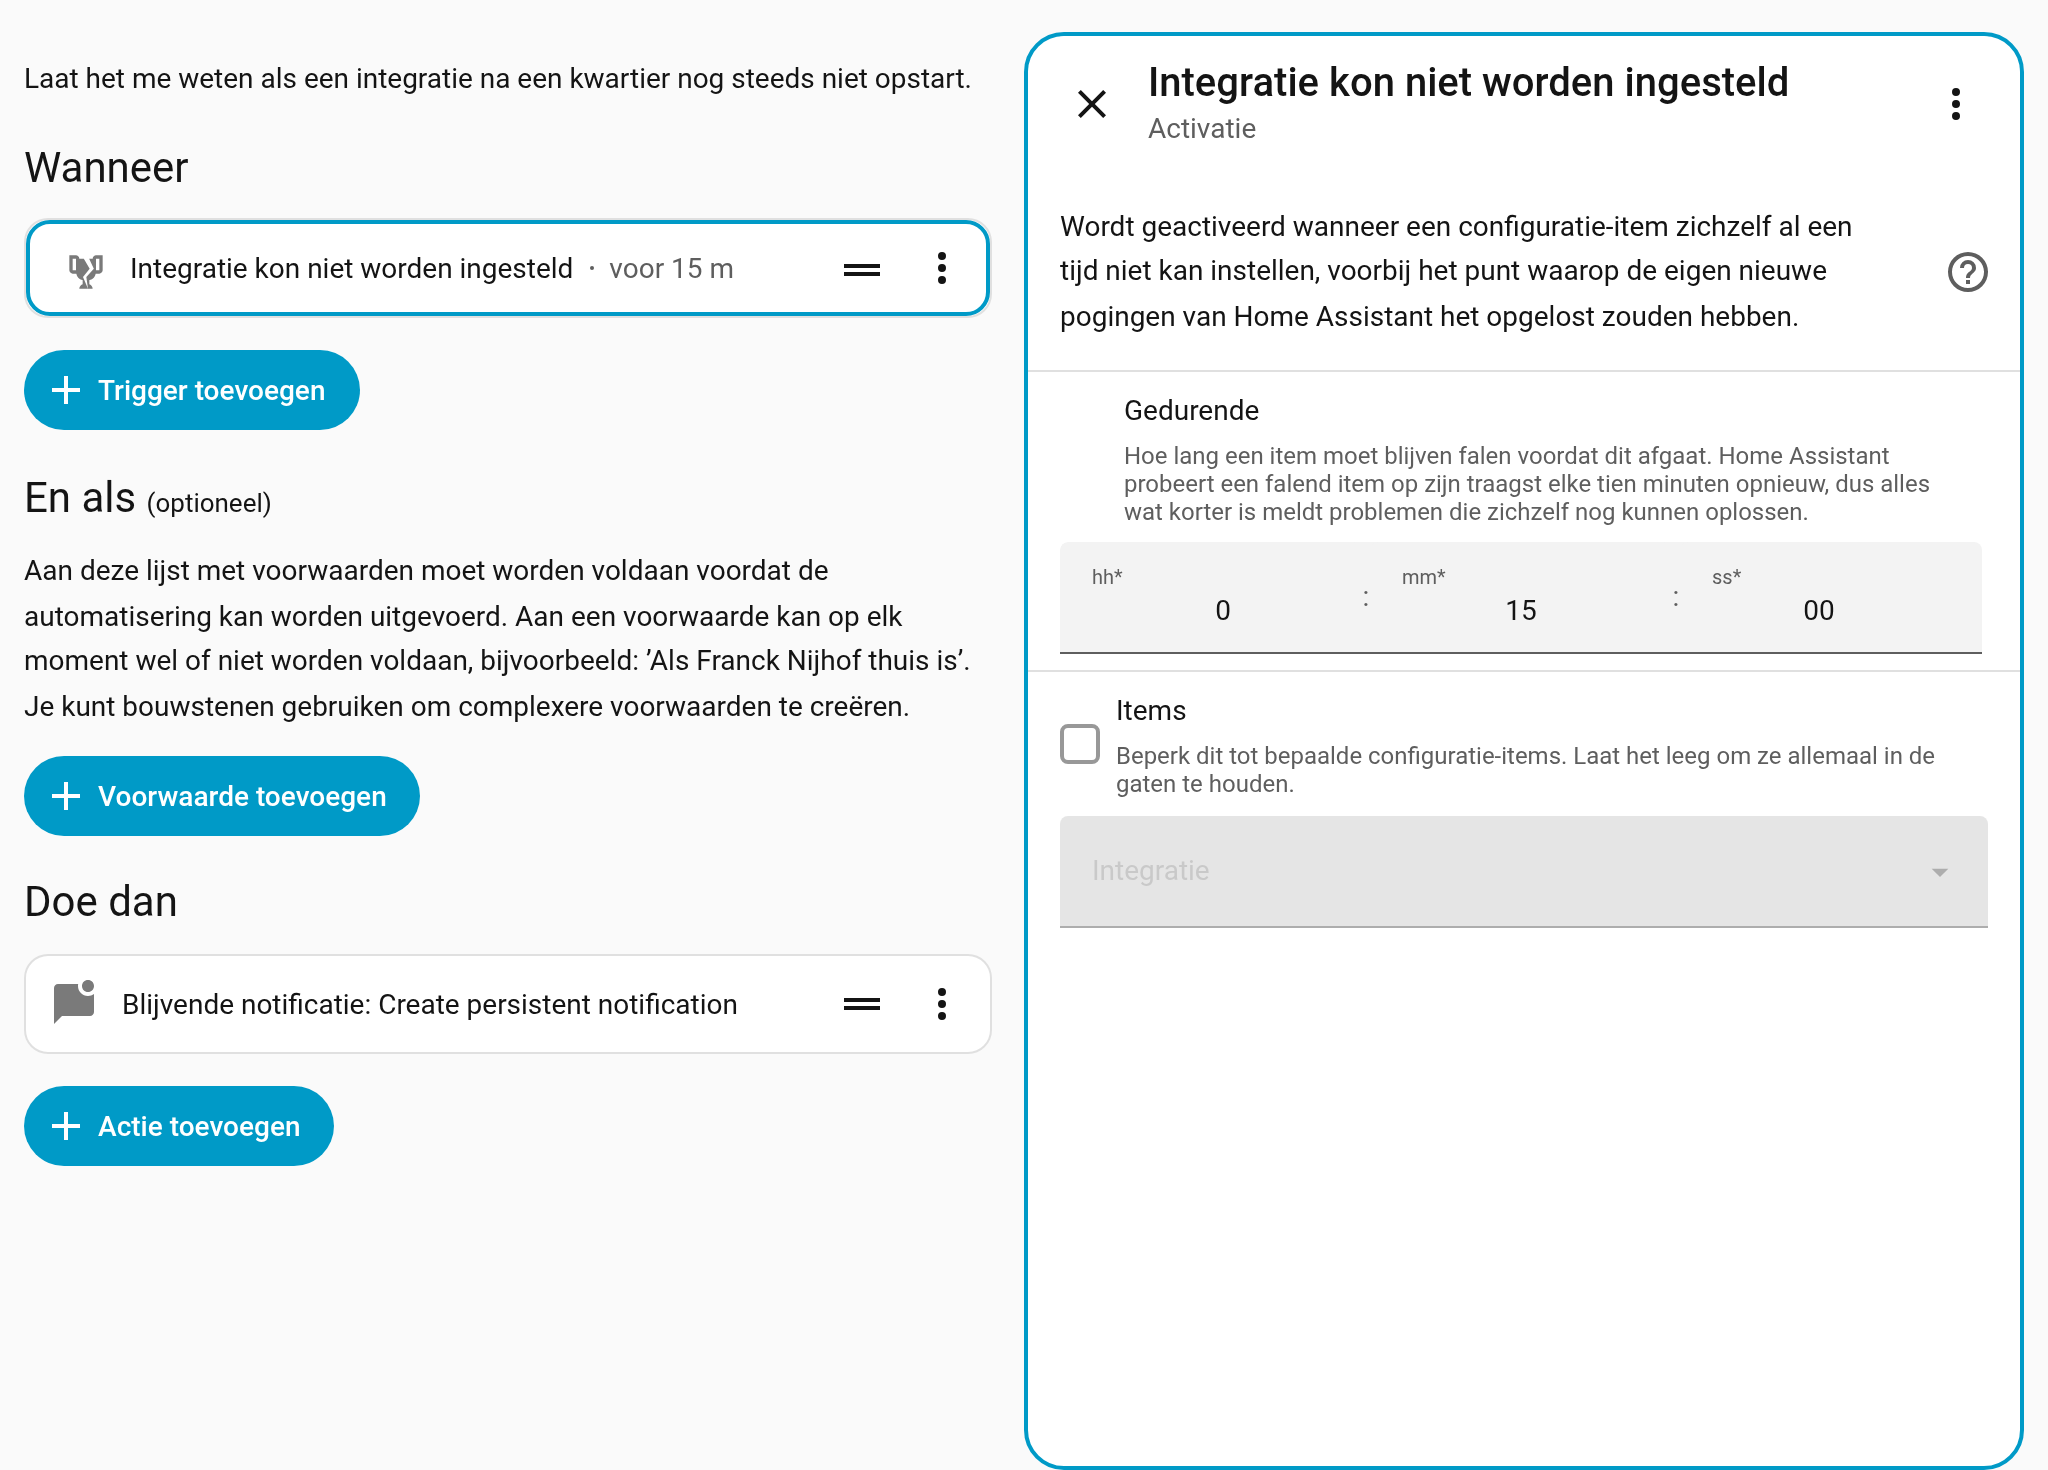 Laat het me weten als een integratie na een kwartier nog steeds niet opstart.
Wanneer
Integratie kon niet worden ingesteld · voor 15 m
Trigger toevoegen
En als (optioneel)
Aan deze lijst met voorwaarden moet worden voldaan voordat de
automatisering kan worden uitgevoerd. Aan een voorwaarde kan op elk
moment wel of niet worden voldaan, bijvoorbeeld: ’Als Franck Nijhof thuis is’.
Je kunt bouwstenen gebruiken om complexere voorwaarden te creëren.
Voorwaarde toevoegen
Doe dan
Blijvende notificatie: Create persistent notification
Actie toevoegen
Integratie kon niet worden ingesteld
Activatie
Wordt geactiveerd wanneer een configuratie-item zichzelf al een
tijd niet kan instellen, voorbij het punt waarop de eigen nieuwe
pogingen van Home Assistant het opgelost zouden hebben.
Gedurende
Hoe lang een item moet blijven falen voordat dit afgaat. Home Assistant
probeert een falend item op zijn traagst elke tien minuten opnieuw, dus alles
wat korter is meldt problemen die zichzelf nog kunnen oplossen.
hh* mm* ss*
0 : 15 : 00
Items
Beperk dit tot bepaalde configuratie-items. Laat het leeg om ze allemaal in de
gaten te houden.
Integratie